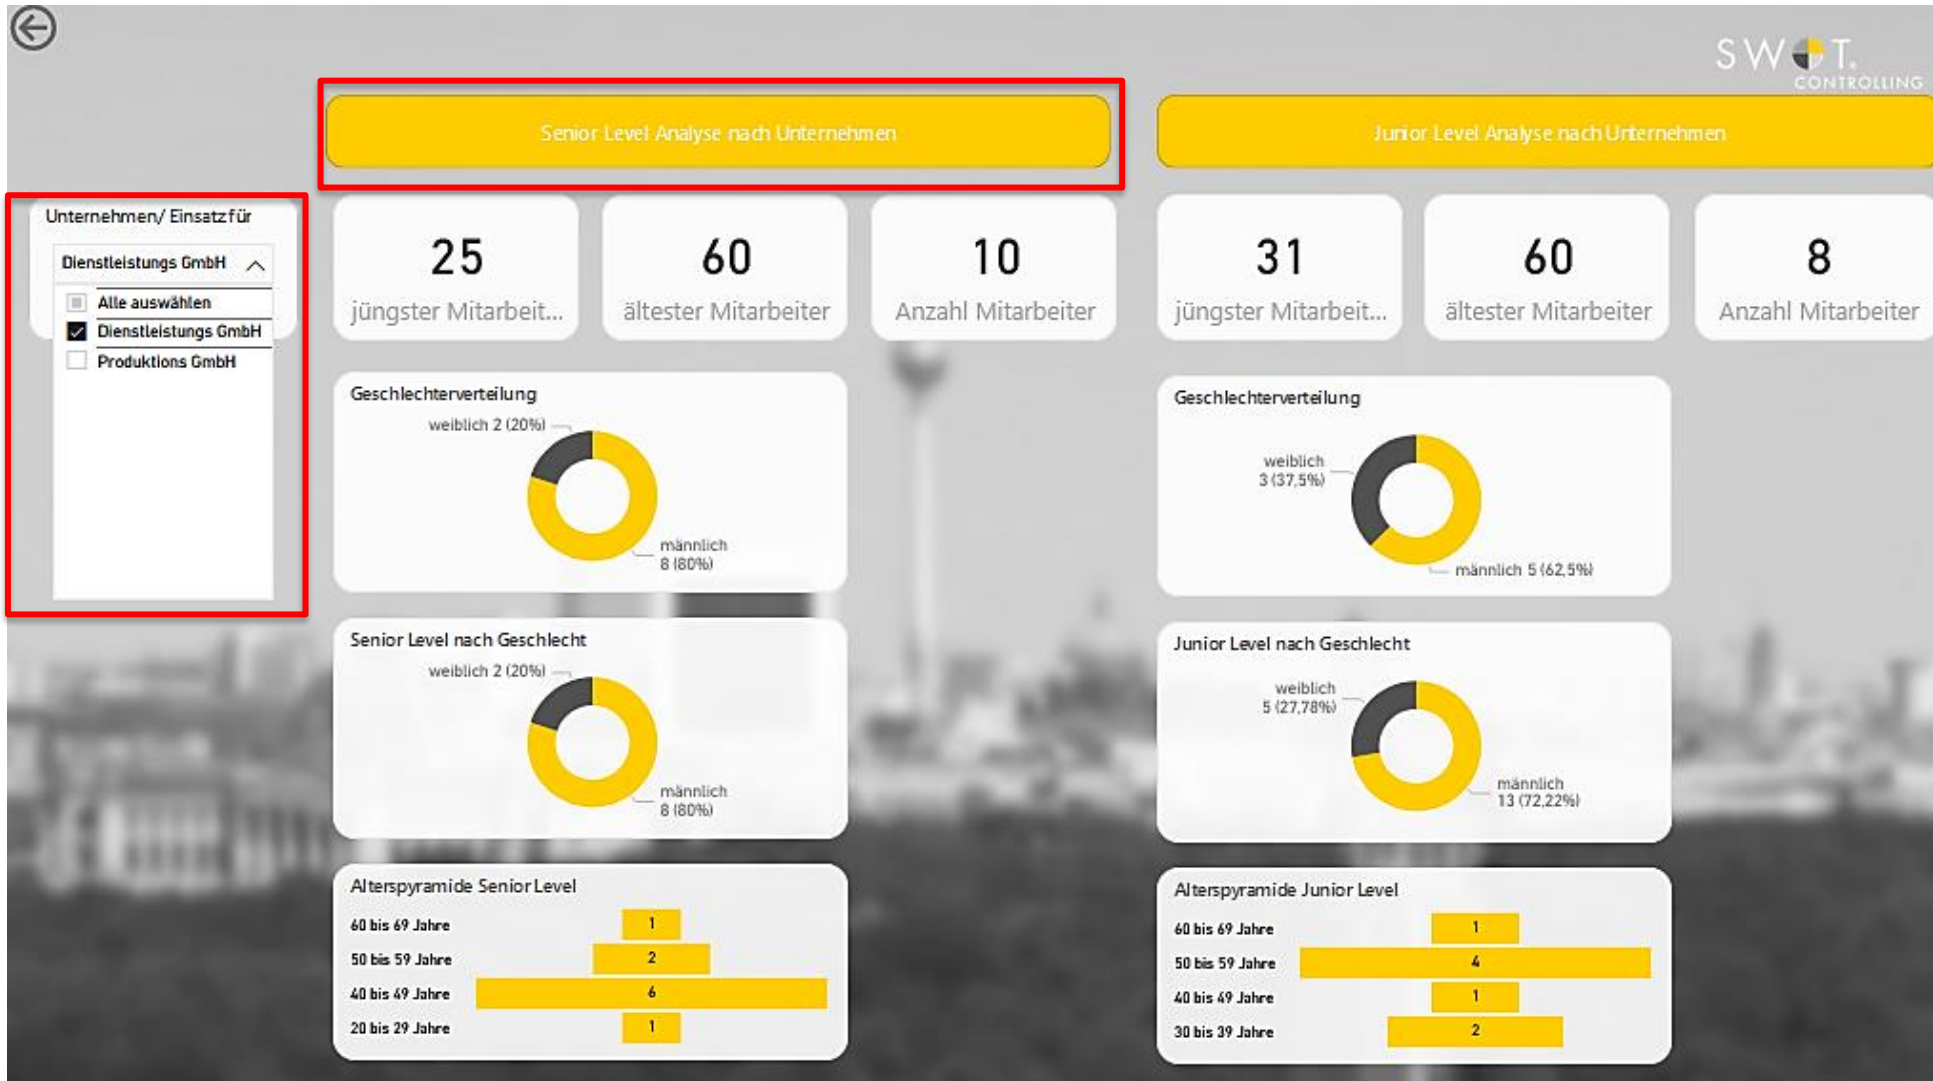 SWOT.
CONTROLLING
Senior Level Analyse nach Unternehmen
Junior Level Analyse nach Unternehmen
Unternehmen/ Einsatz für
Dienstleistungs GmbH
Alle auswählen
Dienstleistungs GmbH
Produktions GmbH
25
jüngster Mitarbeit...
60
ältester Mitarbeiter
10
Anzahl Mitarbeiter
31
jüngster Mitarbeit...
60
ältester Mitarbeiter
8
Anzahl Mitarbeiter
Geschlechterverteilung
weiblich 2 (20%)
männlich
8 (80%)
Senior Level nach Geschlecht
weiblich 2 (20%)
männlich
8 (80%)
Alterspyramide Senior Level
60 bis 69 Jahre 1
50 bis 59 Jahre 2
40 bis 49 Jahre 6
20 bis 29 Jahre 1
Geschlechterverteilung
weiblich
3 (37,5%)
männlich 5 (62,5%)
Junior Level nach Geschlecht
weiblich
5 (27,78%)
männlich
13 (72,22%)
Alterspyramide Junior Level
60 bis 69 Jahre 1
50 bis 59 Jahre 4
40 bis 49 Jahre 1
30 bis 39 Jahre 2